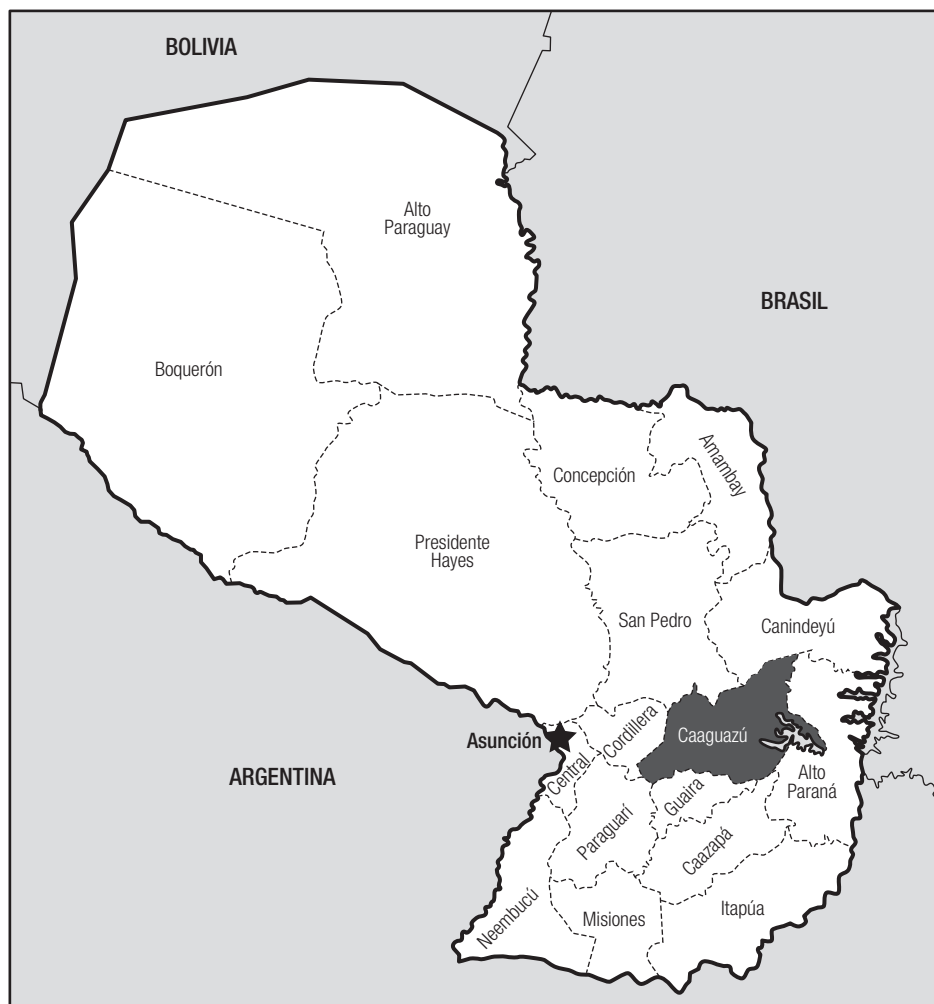 BOLIVIA
Alto
Paraguay
BRASIL
Boquerón
Amambay
Concepción
Presidente
Hayes
San Pedro
Canindeyú
Cordillera
Caaguazú
Asunción
Central
ARGENTINA
Alto
Paraná
Guaira
Paraguarí
Caazapá
Neembucú
Misiones
Itapúa